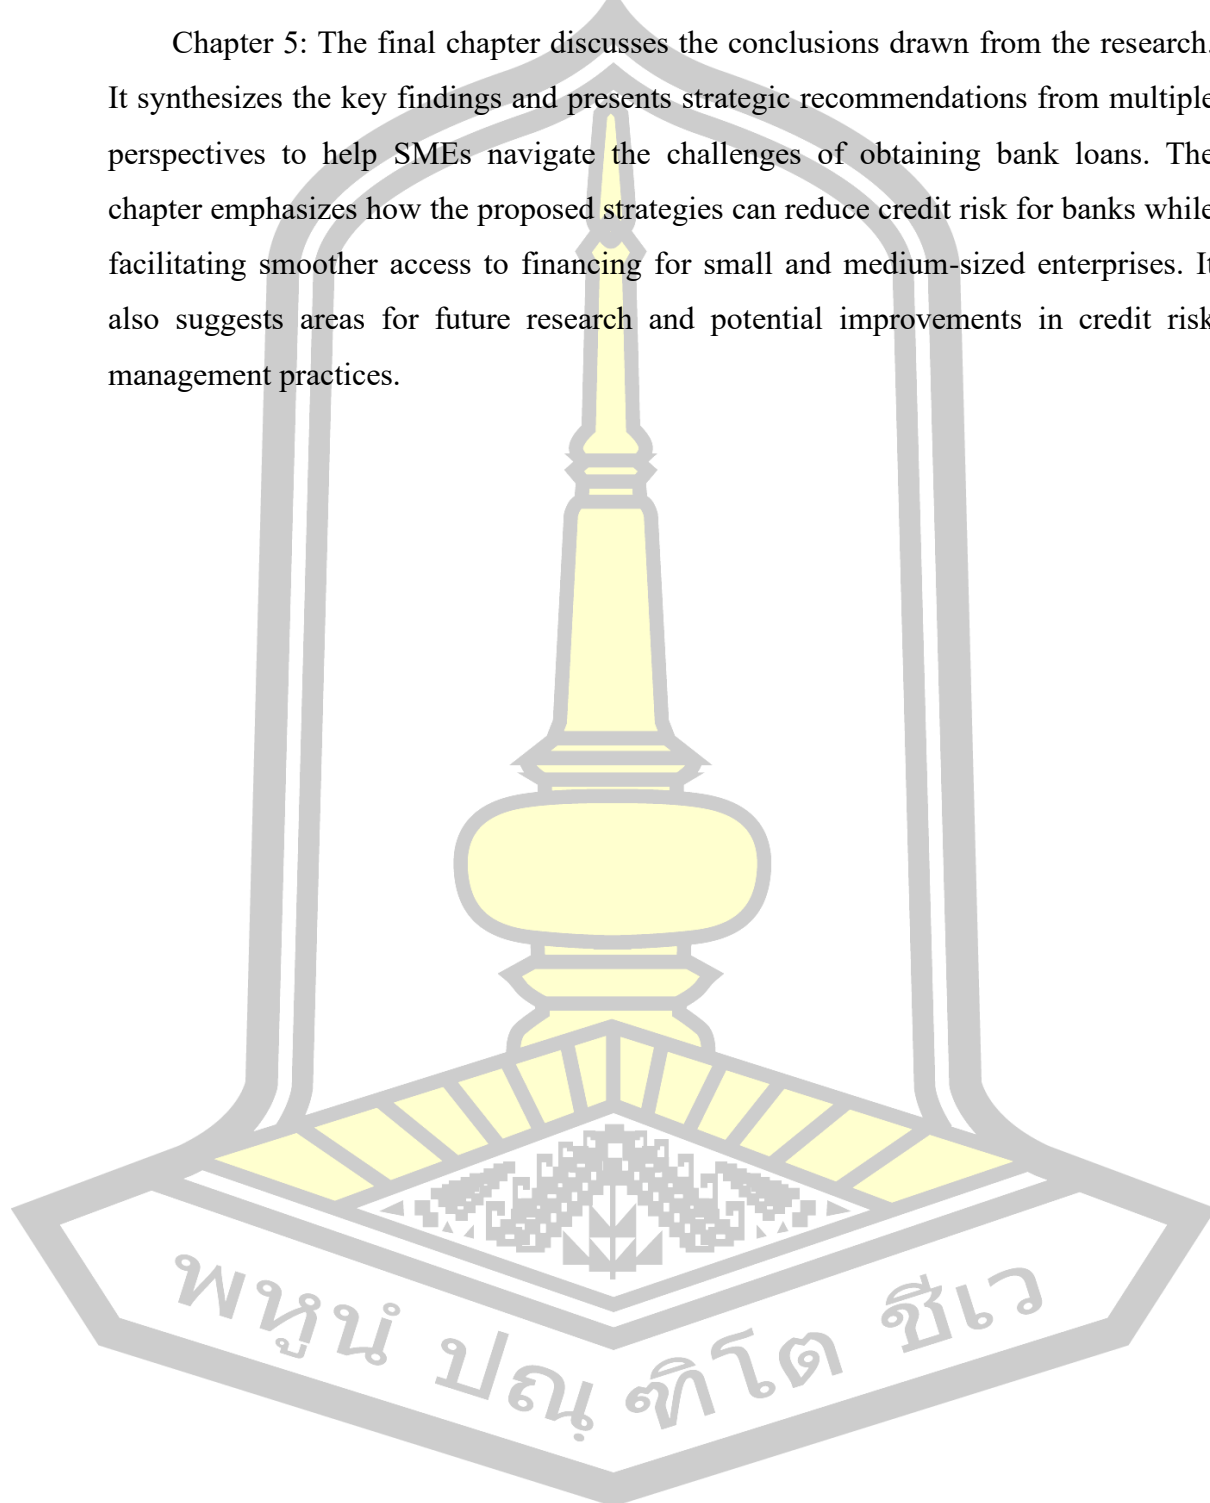 Chapter 5: The final chapter discusses the conclusions drawn from the research.
It synthesizes the key findings and presents strategic recommendations from multiple
perspectives to help SMEs navigate the challenges of obtaining bank loans. The
chapter emphasizes how the proposed strategies can reduce credit risk for banks while
facilitating smoother access to financing for small and medium-sized enterprises. It
also suggests areas for future research and potential improvements in credit risk
management practices.
พหูนํ ปณฺฑิโต ชีเว